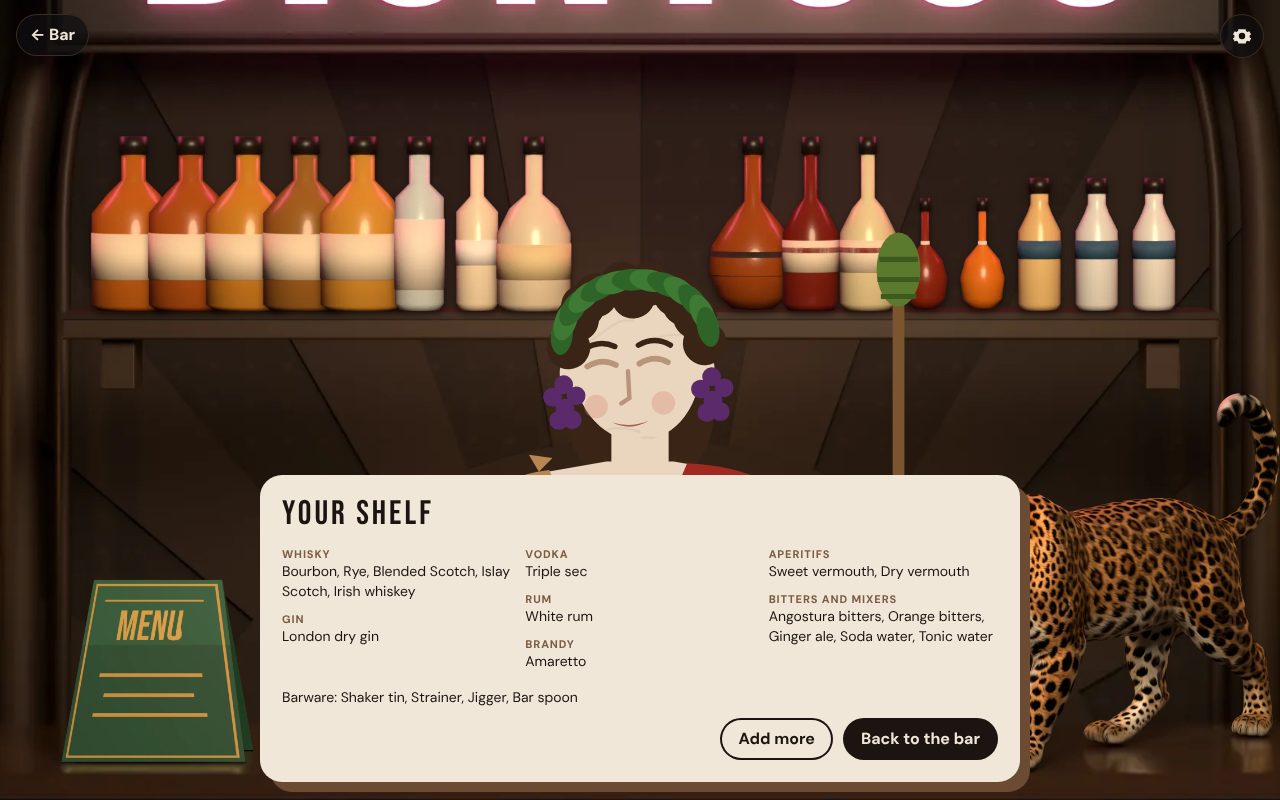 ← Bar
YOUR SHELF
WHISKY
Bourbon, Rye, Blended Scotch, Islay
Scotch, Irish whiskey
GIN
London dry gin
VODKA
Triple sec
RUM
White rum
BRANDY
Amaretto
APERITIFS
Sweet vermouth, Dry vermouth
BITTERS AND MIXERS
Angostura bitters, Orange bitters,
Ginger ale, Soda water, Tonic water
Barware: Shaker tin, Strainer, Jigger, Bar spoon
Add more
Back to the bar
MENU